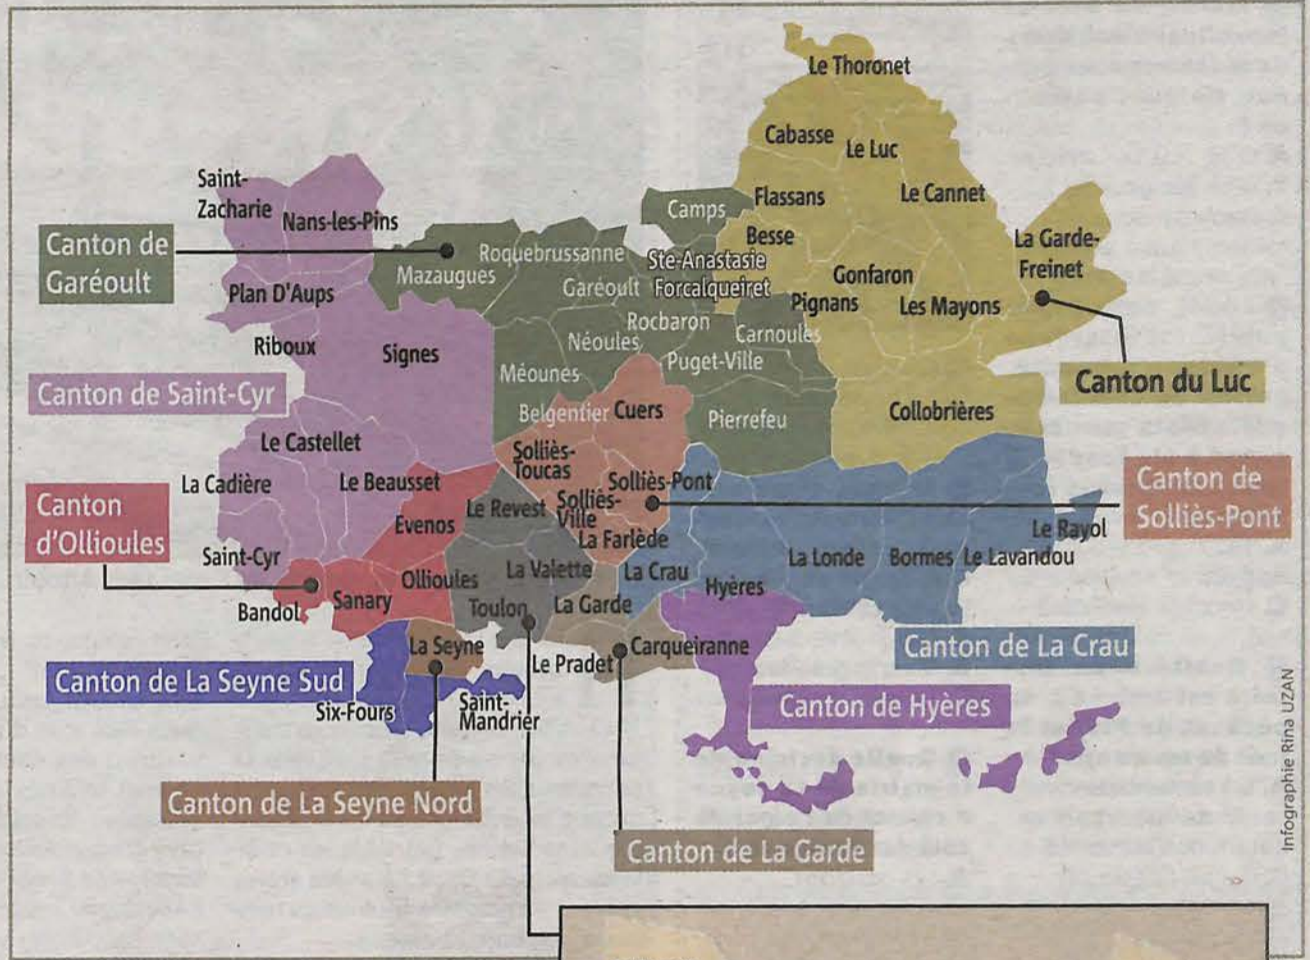 Le Thoronet
Cabasse
Le Luc
Saint-
Zacharie
Nans-les-Pins
Flassans
Le Cannet
Camps
Canton de
Garéoult
Besse
La Garde-
Freinet
Roquebrussanne
Mazaugues
Ste-Anastasie
Garéoult
Forcalqueiret
Gonfaron
Plan D'Aups
Pignans
Les Mayons
Rocbaron
Carnoules
Néoules
Riboux
Signes
Puget-Ville
Méounes
Canton de Saint-Cyr
Canton du Luc
Belgentier
Cuers
Pierrefeu
Collobrières
Le Castellet
Solliès-
Toucas
La Cadière
Le Beausset
Solliès-Pont
Canton de
Solliès-Pont
Canton
d'Ollioules
Le Revest
Solliès-
Ville
Evenos
La Farlède
Le Rayol
Saint-Cyr
La Londe
Bormes
Le Lavandou
La Valette
La Crau
Ollioules
Hyères
Bandol
Sanary
Toulon
La Garde
La Seyne
Le Pradet
Carqueiranne
Canton de La Crau
Canton de La Seyne Sud
Six-Fours
Saint-
Mandrier
Canton de Hyères
Canton de La Seyne Nord
Canton de La Garde
Infographie Rina UZAN